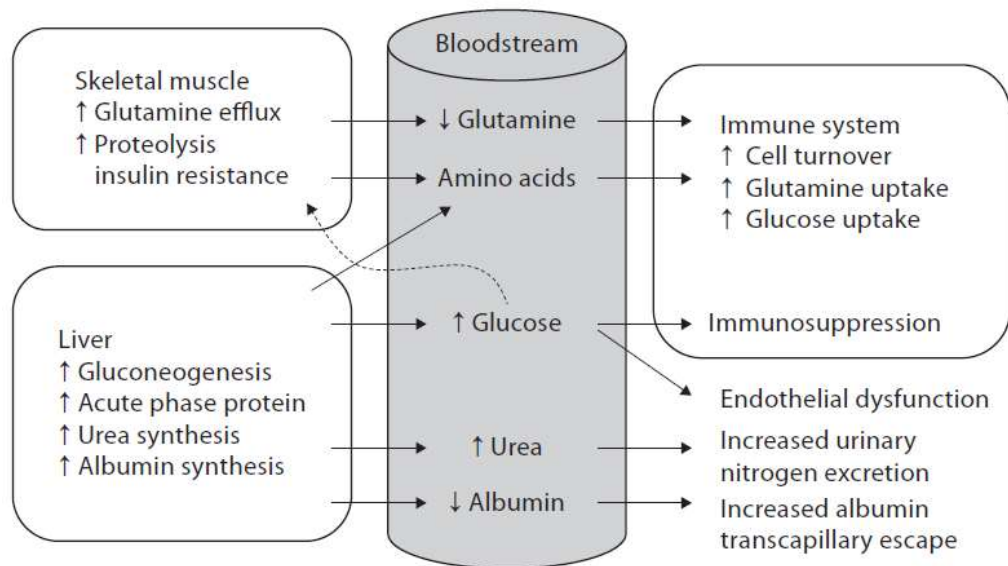 Bloodstream
Skeletal muscle
↑ Glutamine efflux
↑ Proteolysis
insulin resistance
↓ Glutamine
Amino acids
Immune system
↑ Cell turnover
↑ Glutamine uptake
↑ Glucose uptake
Liver
↑ Gluconeogenesis
↑ Acute phase protein
↑ Urea synthesis
↑ Albumin synthesis
↑ Glucose
↑ Urea
↓ Albumin
Immunosuppression
Endothelial dysfunction
Increased urinary
nitrogen excretion
Increased albumin
transcapillary escape